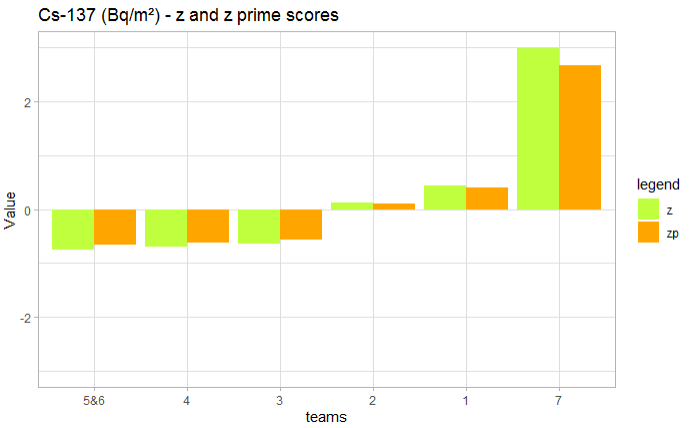 Cs-137 (Bq/m²) - z and z prime scores
Value
2
0
-2
5&6 4 3 2 1 7
teams
legend
z
zp